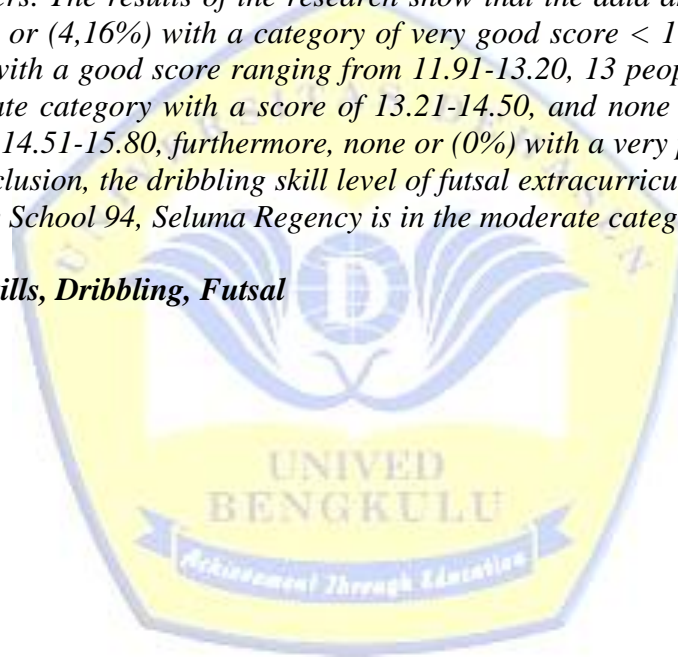 ers. The results of the research show that the data a
or (4,16%) with a category of very good score < 1
with a good score ranging from 11.91-13.20, 13 peop
ate category with a score of 13.21-14.50, and none
14.51-15.80, furthermore, none or (0%) with a very p
clusion, the dribbling skill level of futsal extracurricu
School 94, Seluma Regency is in the moderate categ
ills, Dribbling, Futsal
UNIVERSITAS DEHASEN
D
UNIVED
BENGKULU
Achievement Through Education